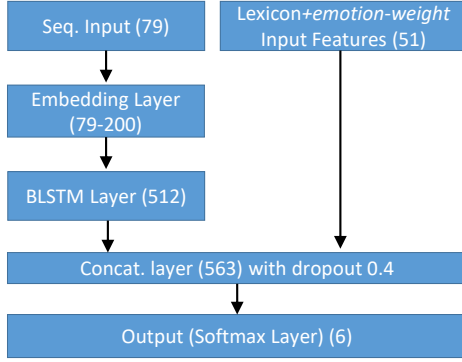 Seq. Input (79)
Lexicon+emotion-weight
Input Features (51)
Embedding Layer
(79-200)
BLSTM Layer (512)
Concat. layer (563) with dropout 0.4
Output (Softmax Layer) (6)